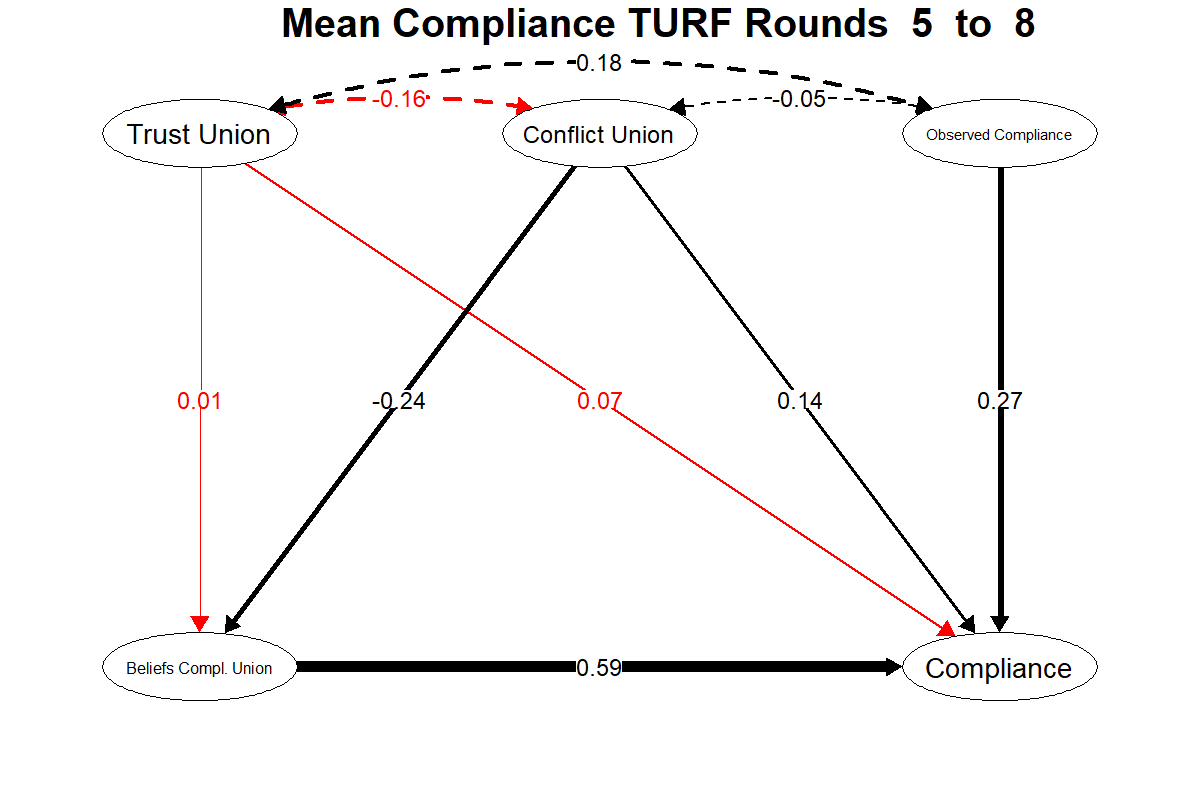 Mean Compliance TURF Rounds  5  to  8
0.18
-0.16
-0.05
Trust Union
Conflict Union
Observed Compliance
0.01
-0.24
0.07
0.14
0.27
Beliefs Compl. Union
0.59
Compliance